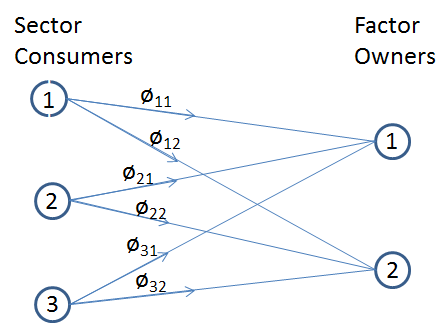 Sector
Consumers
Factor
Owners
1
ø11
ø12
1
ø21
2
ø22
ø31
2
ø32
3